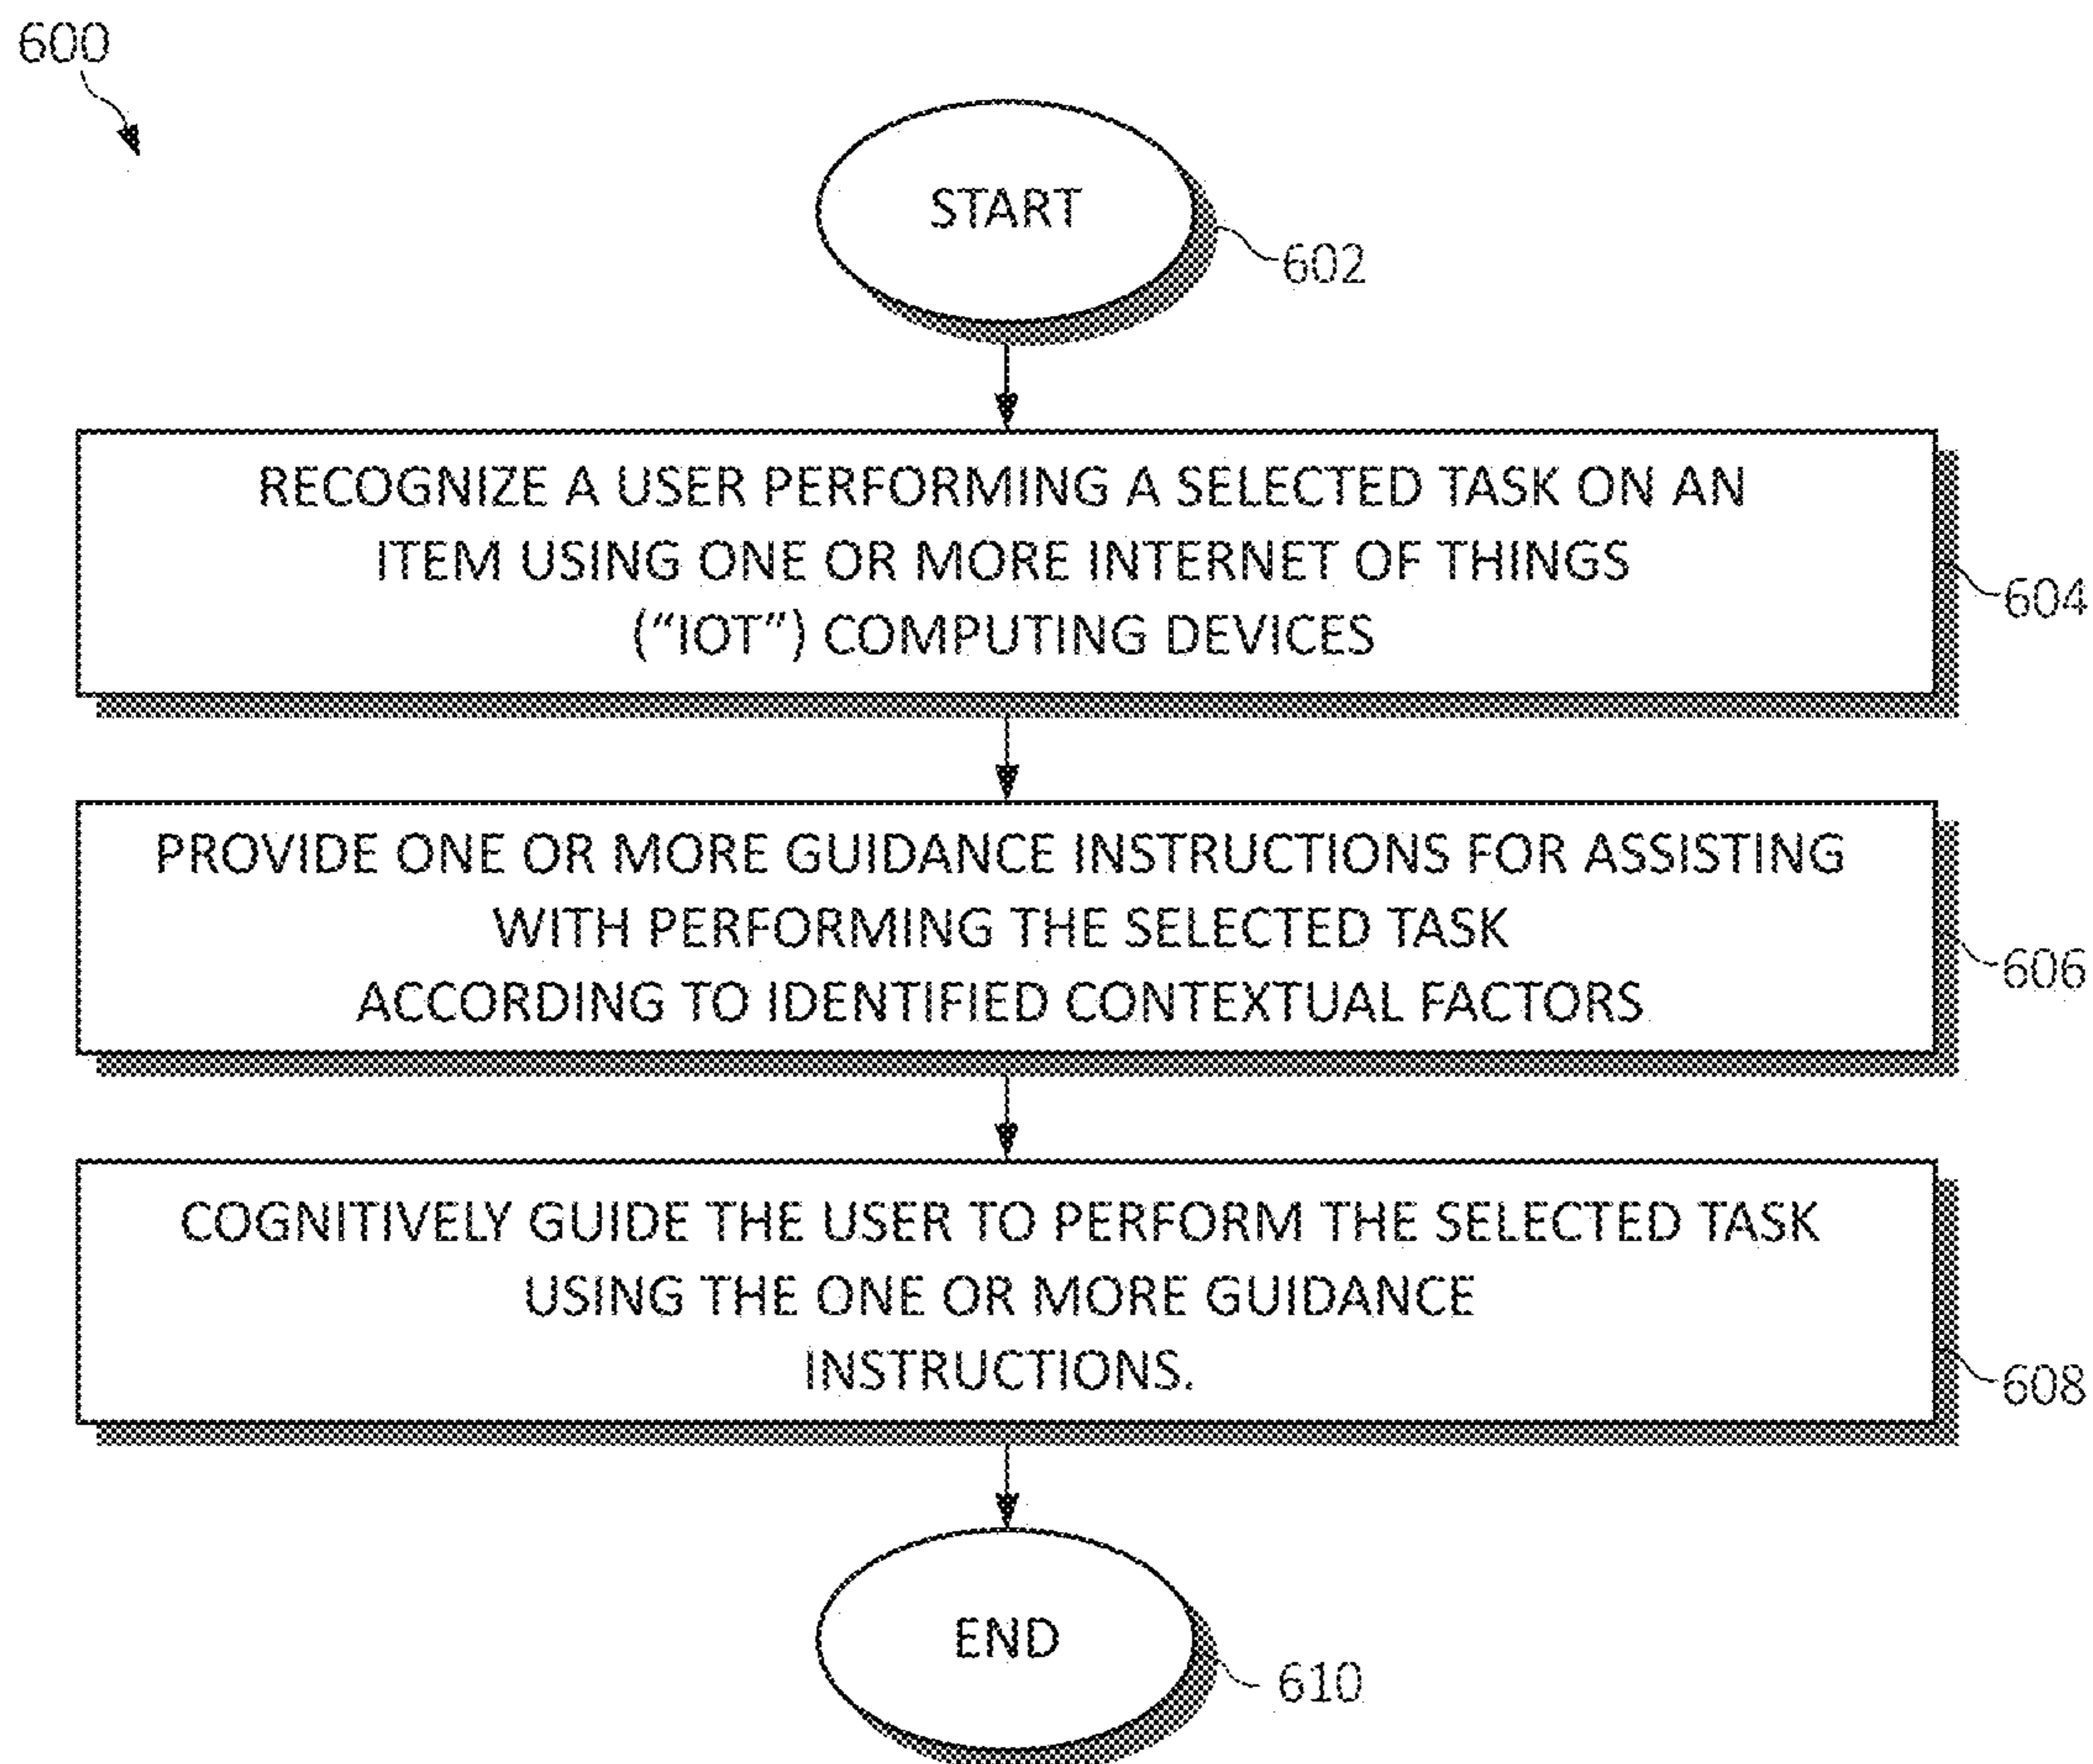 600
START
602
RECOGNIZE A USER PERFORMING A SELECTED TASK ON AN
ITEM USING ONE OR MORE INTERNET OF THINGS
(“IOT”) COMPUTING DEVICES
604
PROVIDE ONE OR MORE GUIDANCE INSTRUCTIONS FOR ASSISTING
WITH PERFORMING THE SELECTED TASK
ACCORDING TO IDENTIFIED CONTEXTUAL FACTORS
606
COGNITIVELY GUIDE THE USER TO PERFORM THE SELECTED TASK
USING THE ONE OR MORE GUIDANCE
INSTRUCTIONS.
608
END
610